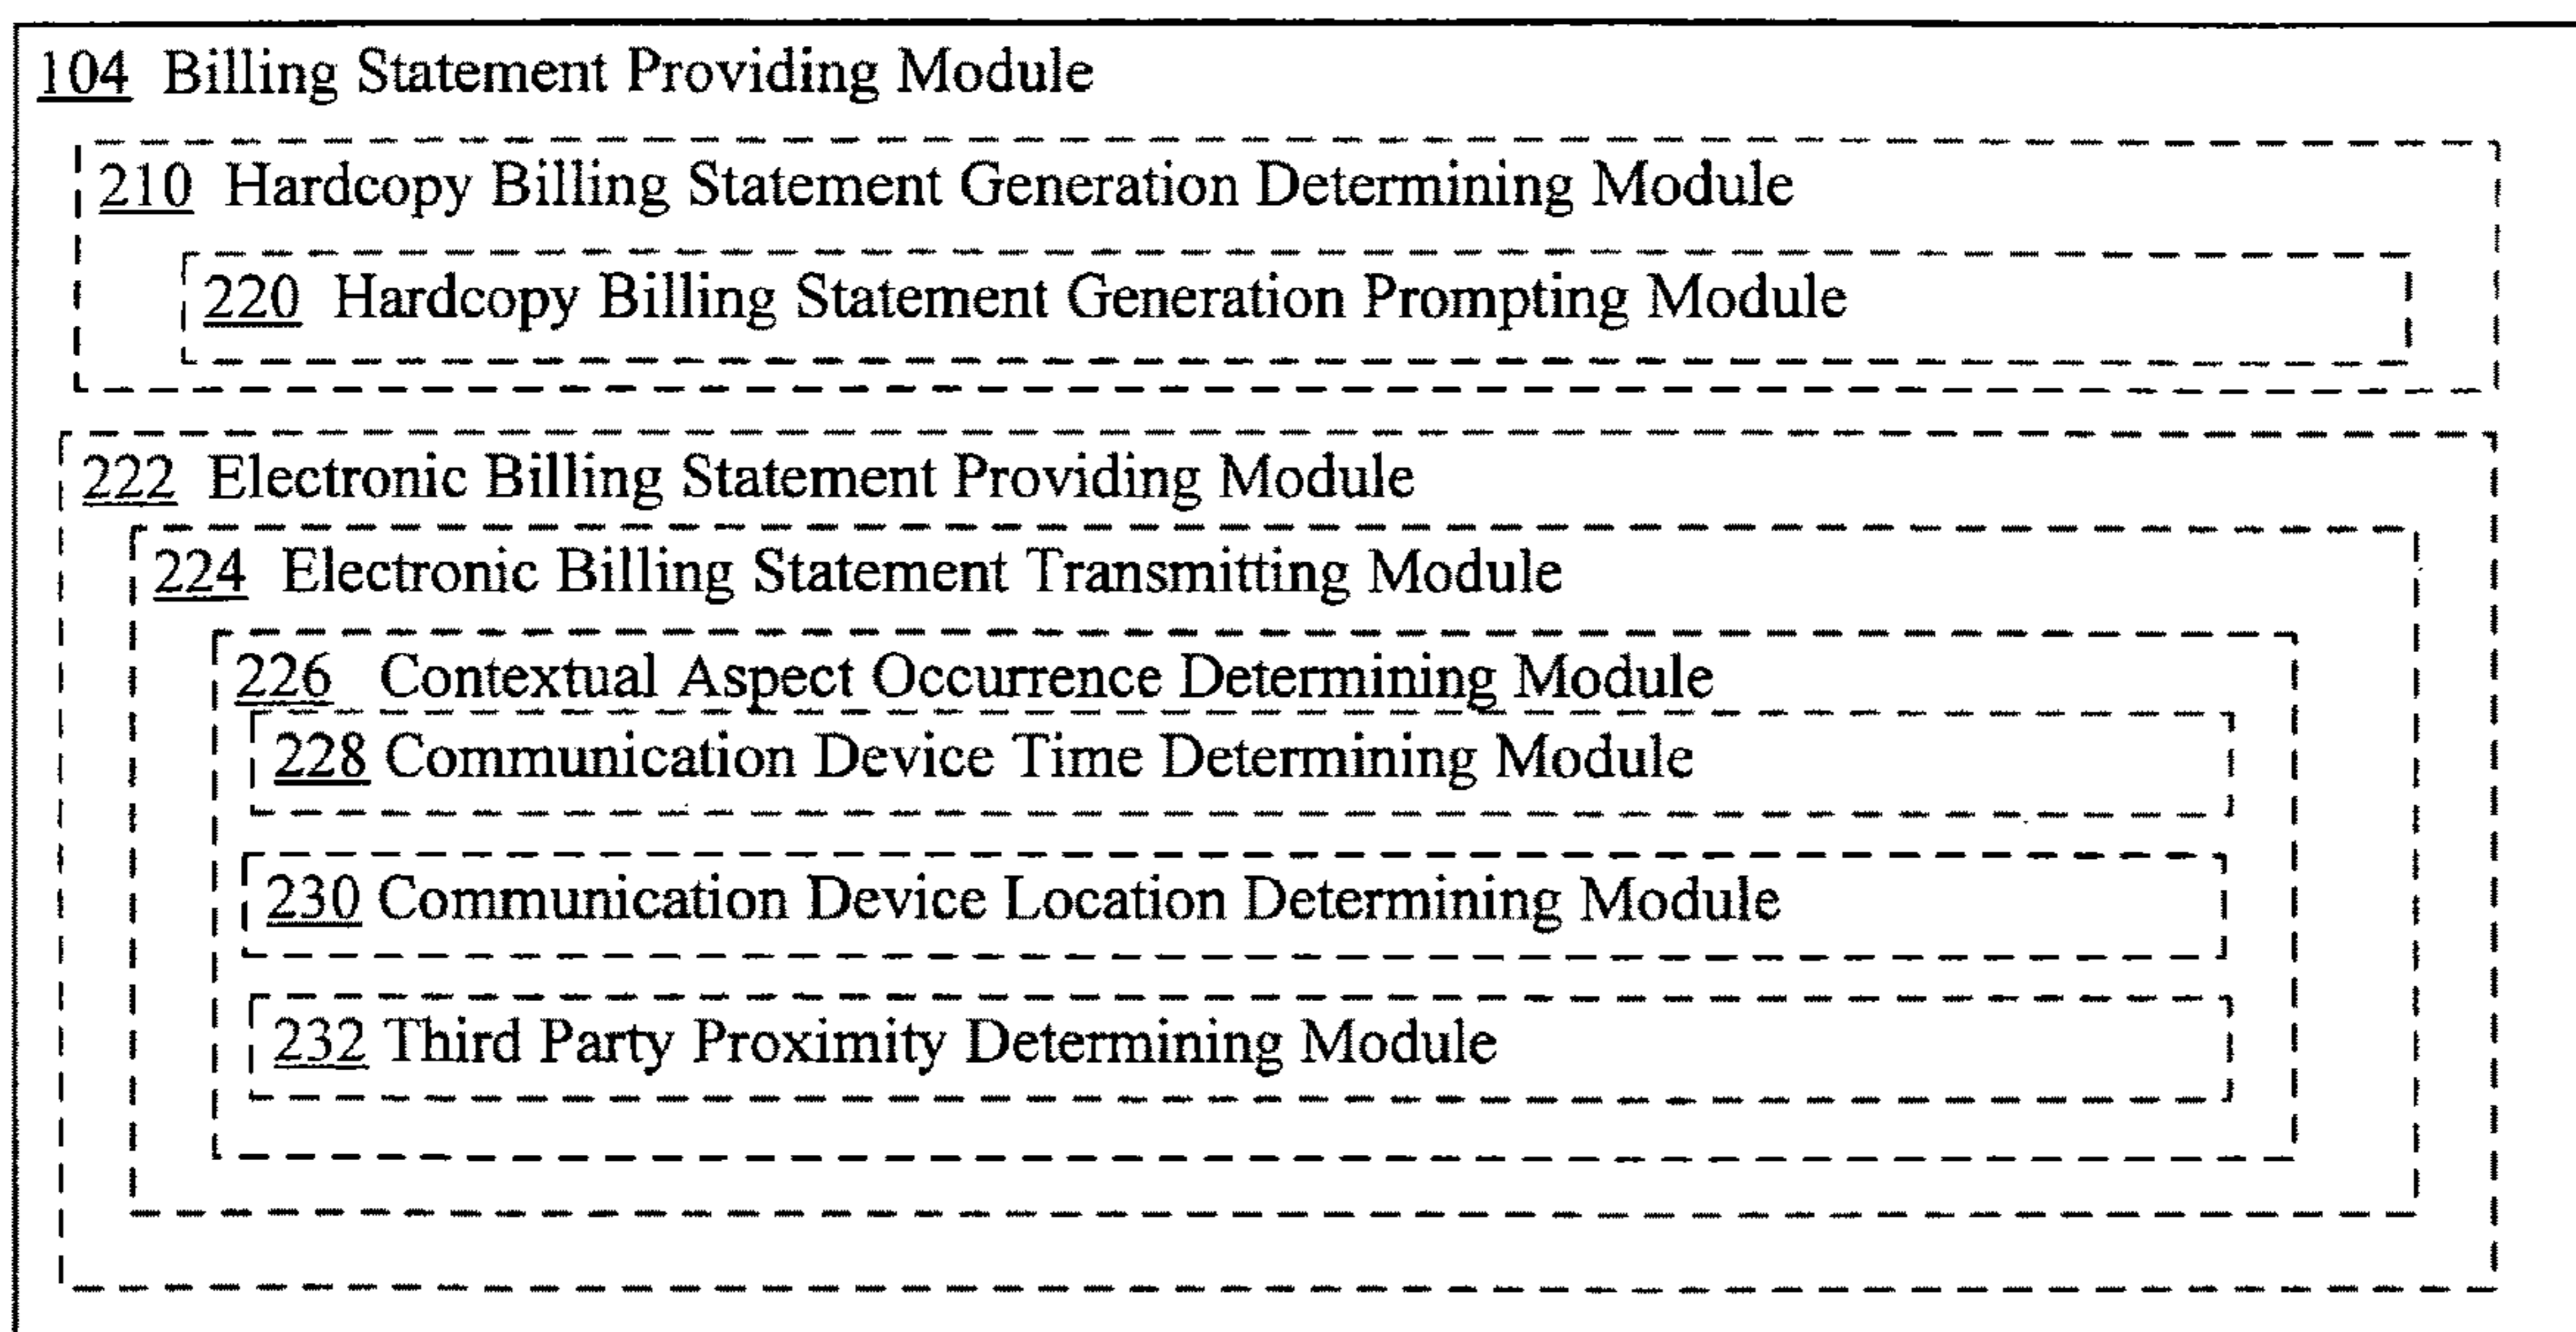 104 Billing Statement Providing Module
210 Hardcopy Billing Statement Generation Determining Module
220 Hardcopy Billing Statement Generation Prompting Module
222 Electronic Billing Statement Providing Module
224 Electronic Billing Statement Transmitting Module
226 Contextual Aspect Occurrence Determining Module
228 Communication Device Time Determining Module
230 Communication Device Location Determining Module
232 Third Party Proximity Determining Module